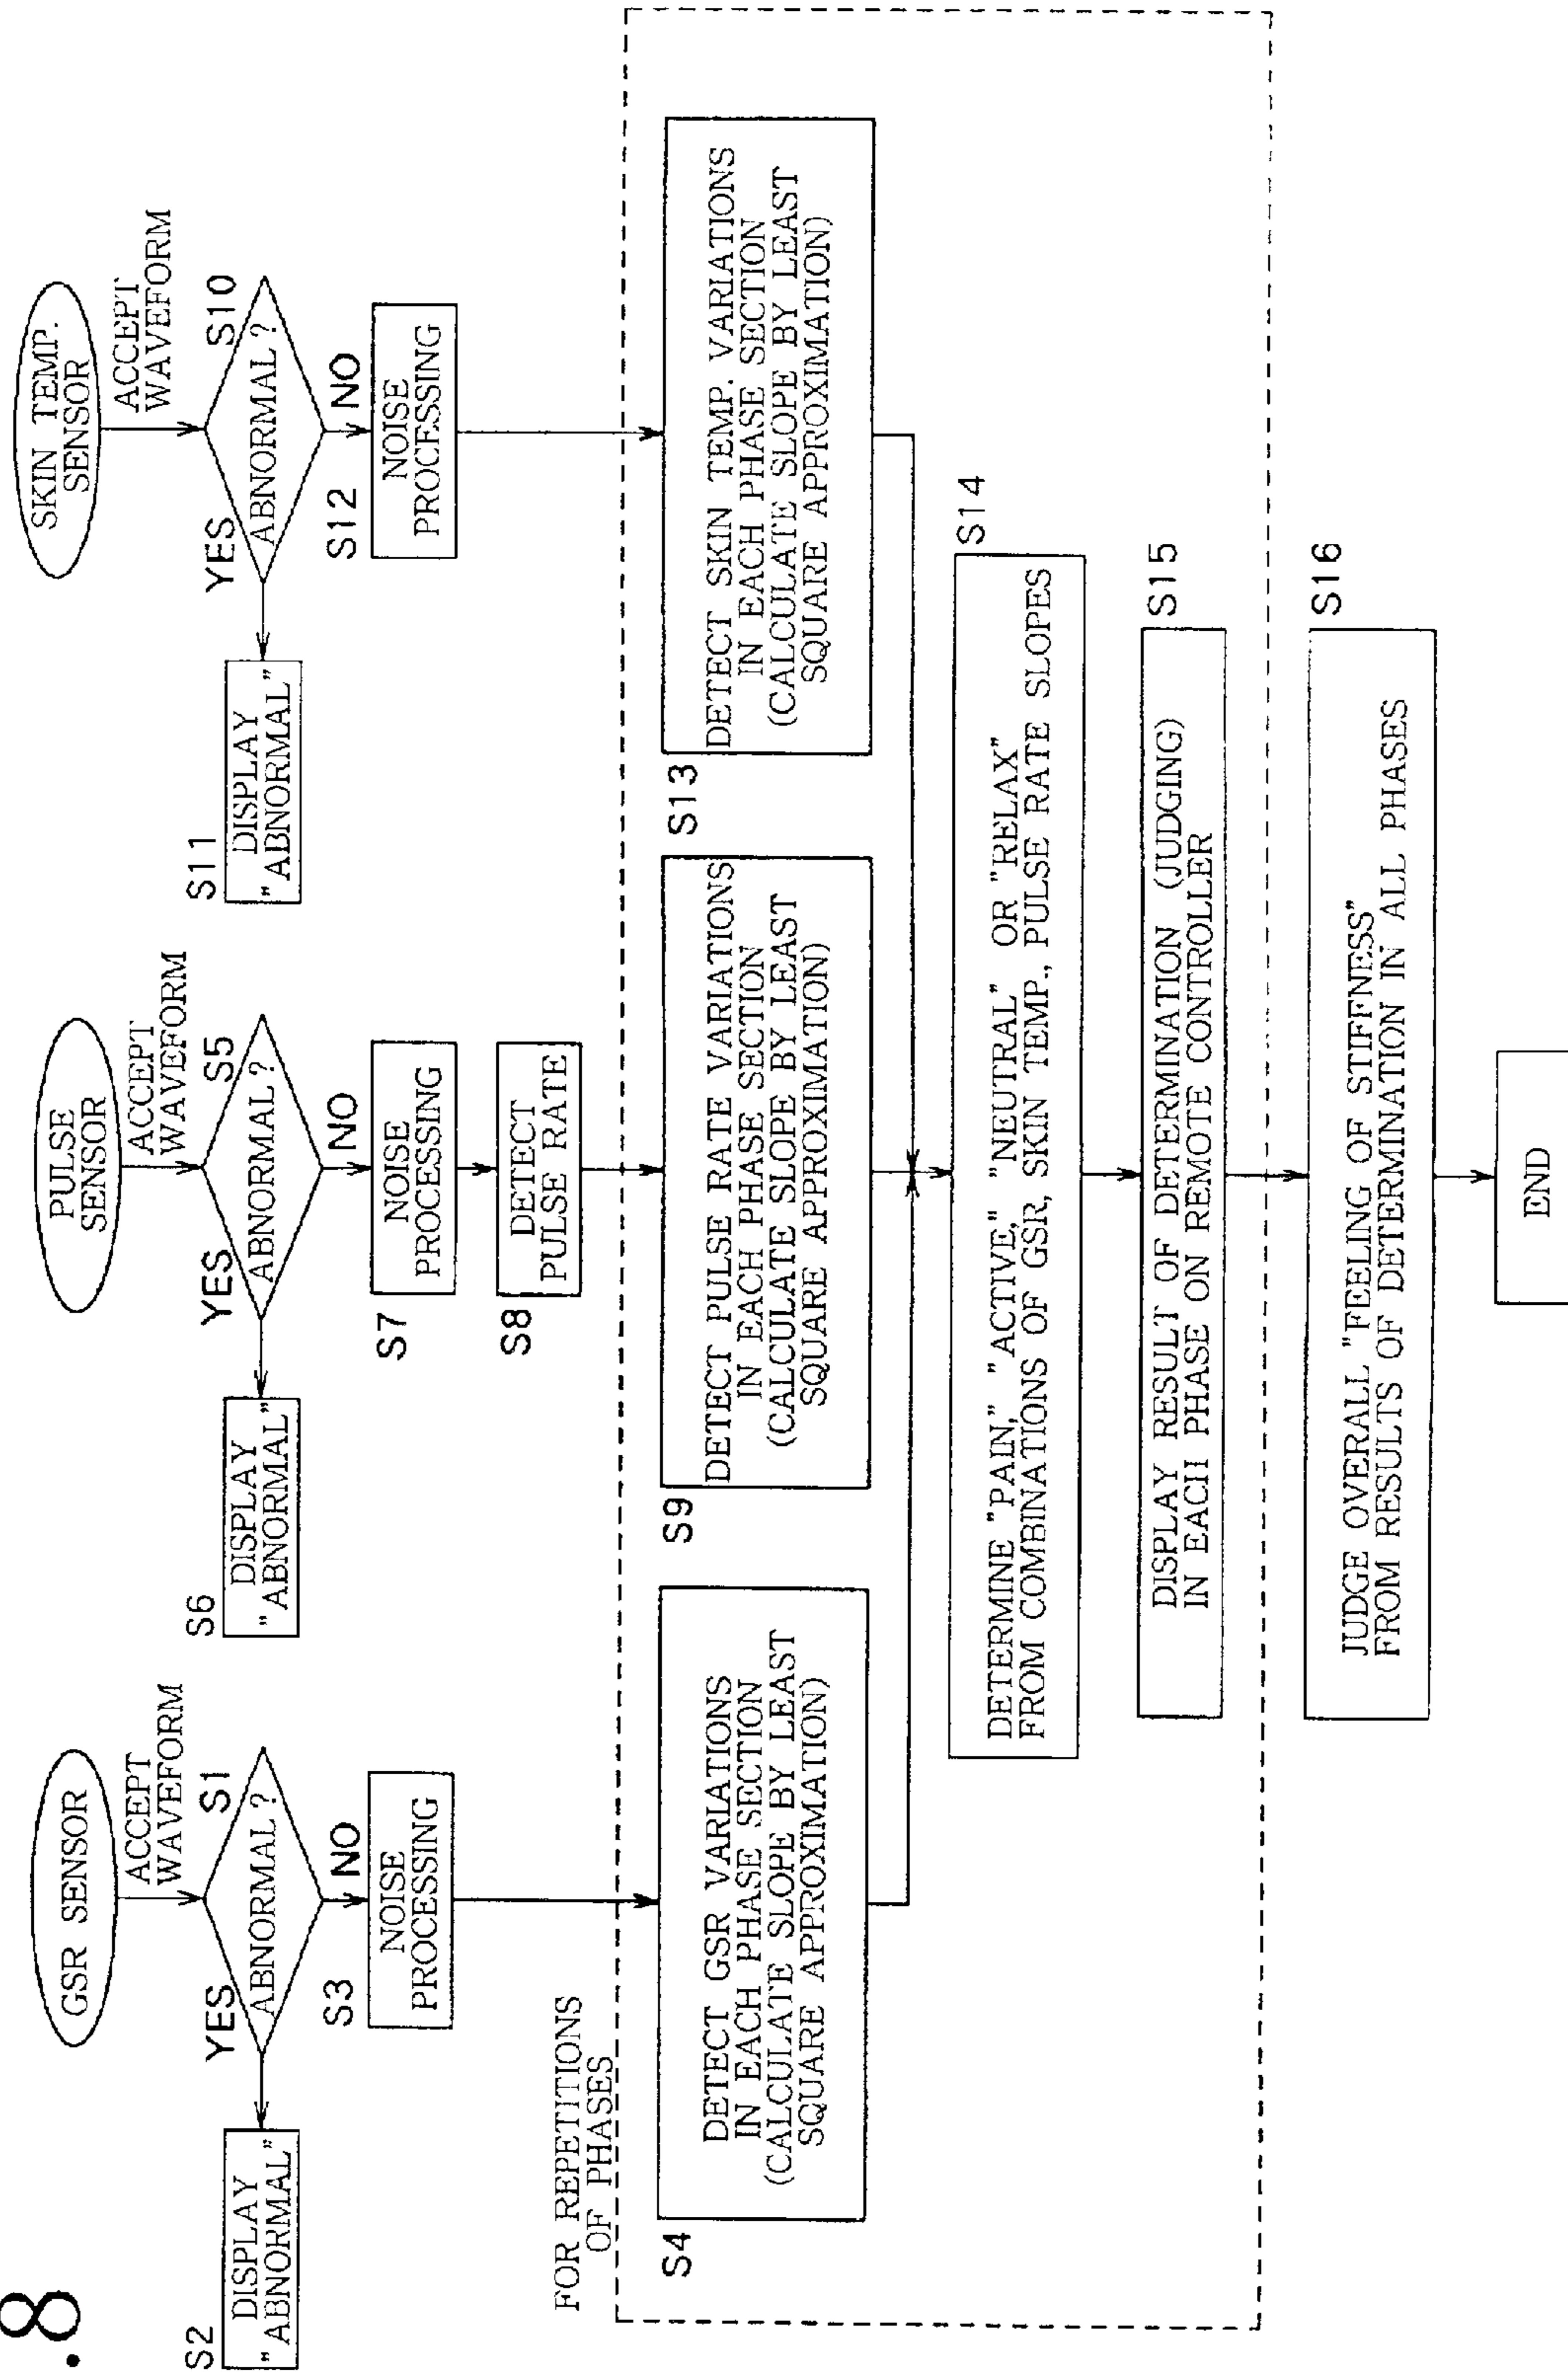 .8
GSR SENSOR
ACCEPT
WAVEFORM
S1
YES
ABNORMAL ?
S2
DISPLAY
"ABNORMAL"
NO
S3
NOISE
PROCESSING
PULSE
SENSOR
ACCEPT
WAVEFORM
S5
YES
ABNORMAL ?
S6
DISPLAY
"ABNORMAL"
NO
S7
NOISE
PROCESSING
S8
DETECT
PULSE RATE
SKIN TEMP.
SENSOR
ACCEPT
WAVEFORM
S10
YES
ABNORMAL ?
S11
DISPLAY
"ABNORMAL"
NO
S12
NOISE
PROCESSING
FOR REPETITIONS
OF PHASES
S4
DETECT GSR VARIATIONS
IN EACH PHASE SECTION
(CALCULATE SLOPE BY LEAST
SQUARE APPROXIMATION)
S9
DETECT PULSE RATE VARIATIONS
IN EACH PHASE SECTION
(CALCULATE SLOPE BY LEAST
SQUARE APPROXIMATION)
S13
DETECT SKIN TEMP. VARIATIONS
IN EACH PHASE SECTION
(CALCULATE SLOPE BY LEAST
SQUARE APPROXIMATION)
S14
DETERMINE "PAIN," "ACTIVE," "NEUTRAL" OR "RELAX"
FROM COMBINATIONS OF GSR, SKIN TEMP., PULSE RATE SLOPES
S15
DISPLAY RESULT OF DETERMINATION (JUDGING)
IN EACH PHASE ON REMOTE CONTROLLER
S16
JUDGE OVERALL "FEELING OF STIFFNESS"
FROM RESULTS OF DETERMINATION IN ALL PHASES
END